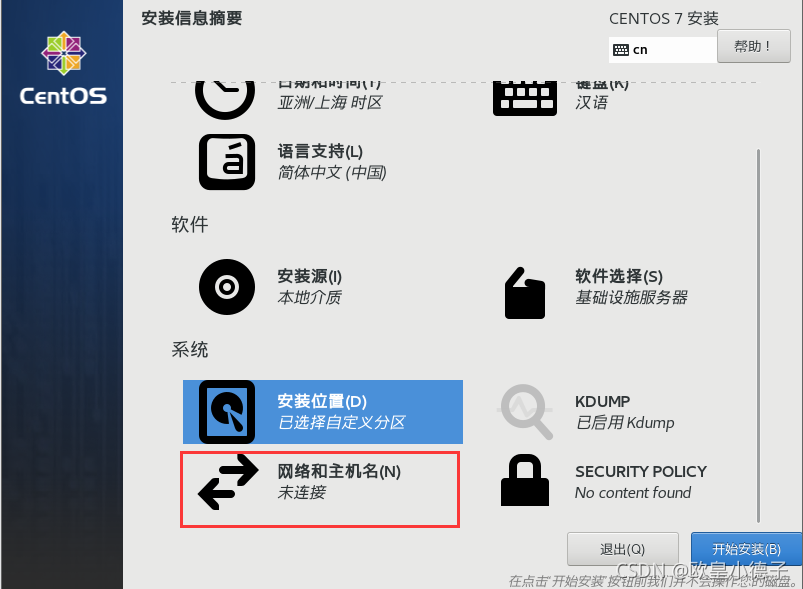 安装信息摘要
CENTOS 7 安装
cn
帮助！
CentOS
日期和时间(T)
亚洲/上海 时区
键盘(K)
汉语
语言支持(L)
简体中文 (中国)
软件
安装源(I)
本地介质
软件选择(S)
基础设施服务器
系统
安装位置(D)
已选择自定义分区
KDUMP
已启用 Kdump
网络和主机名(N)
未连接
SECURITY POLICY
No content found
退出(Q)
开始安装(B)
CSDN @欧皇小德子
在点击'开始安装'按钮前我们并不会操作您的磁盘。